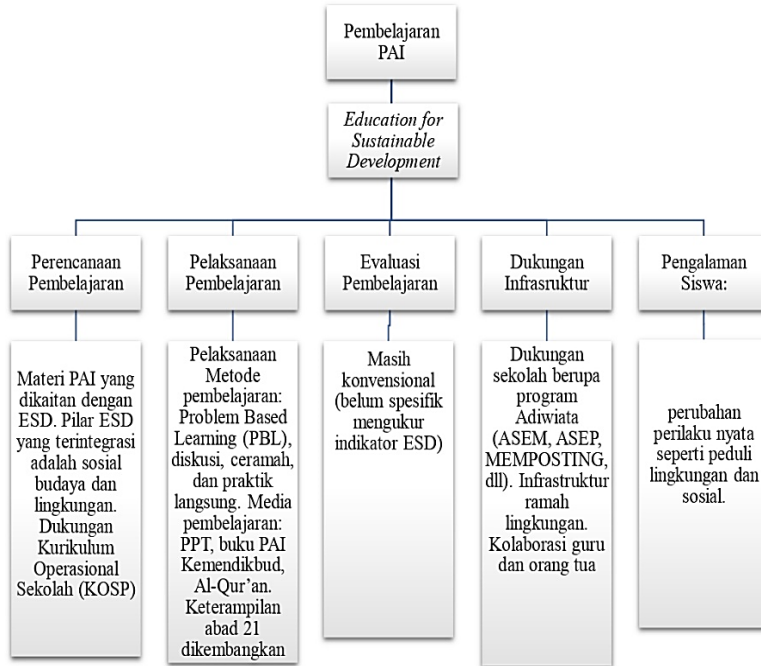 Pembelajaran
PAI
Education for
Sustainable
Development
Perencanaan
Pembelajaran
Pelaksanaan
Pembelajaran
Evaluasi
Pembelajaran
Dukungan
Infrasruktur
Pengalaman
Siswa:
Materi PAI yang
dikaitan dengan
ESD. Pilar ESD
yang terintegrasi
adalah sosial
budaya dan
lingkungan.
Dukungan
Kurikulum
Operasional
Sekolah (KOSP)
Pelaksanaan
Metode
pembelajaran:
Problem Based
Learning (PBL),
diskusi, ceramah,
dan praktik
langsung. Media
pembelajaran:
PPT, buku PAI
Kemendikbud,
Al-Qur’an.
Keterampilan
abad 21
dikembangkan
Masih
konvensional
(belum spesifik
mengukur
indikator ESD)
Dukungan
sekolah berupa
program
Adiwiata
(ASEM, ASEP,
MEMPOSTING,
dll). Infrastruktur
ramah
lingkungan.
Kolaborasi guru
dan orang tua
perubahan
perilaku nyata
seperti peduli
lingkungan dan
sosial.